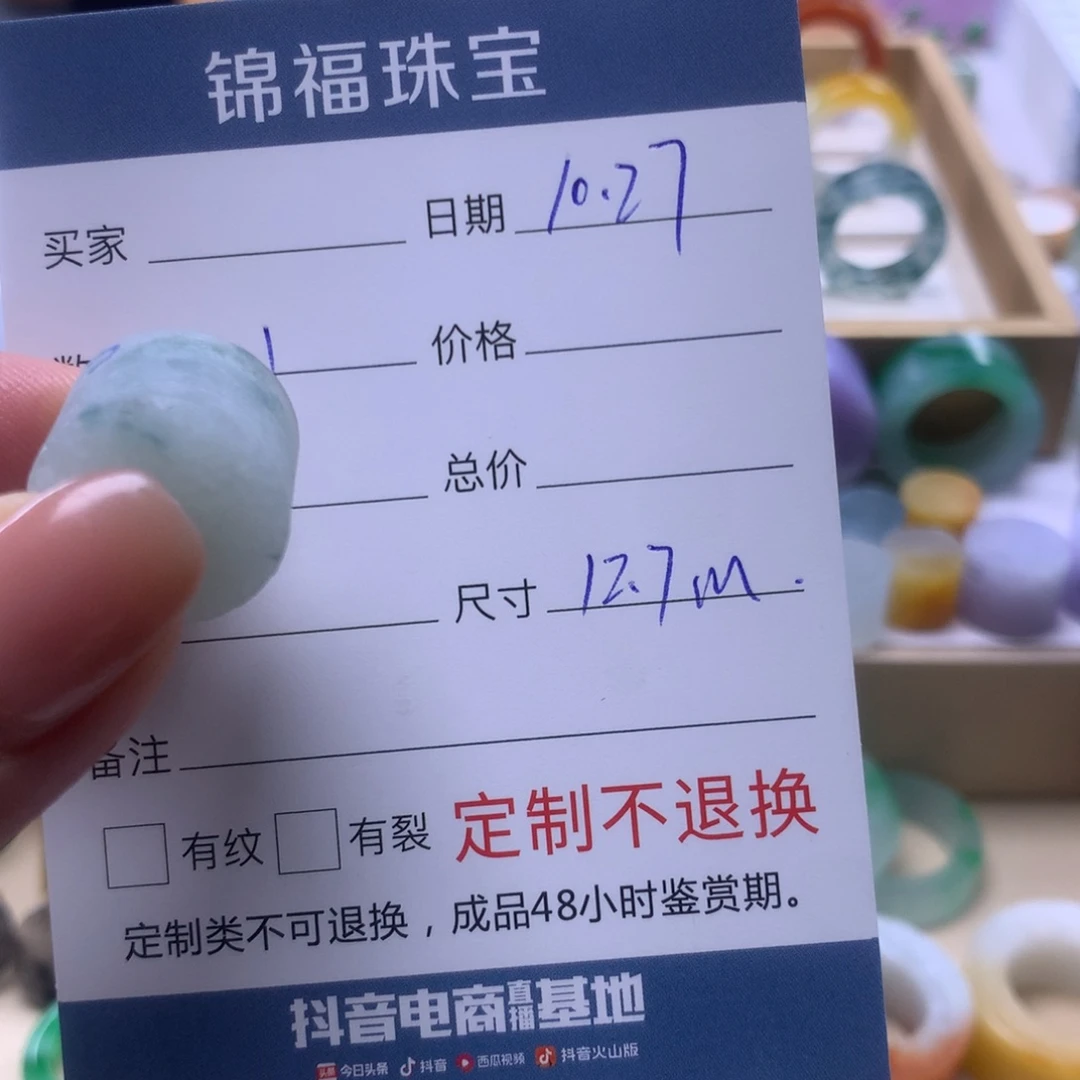 锦福珠宝
买家 日期 10.27
1 价格
总价
尺寸 12.7m.
备注
有纹 有裂 定制不退换
定制类不可退换，成品48小时鉴赏期。
抖音电商直播基地
头条 今日头条 抖音 西瓜视频 抖音火山版